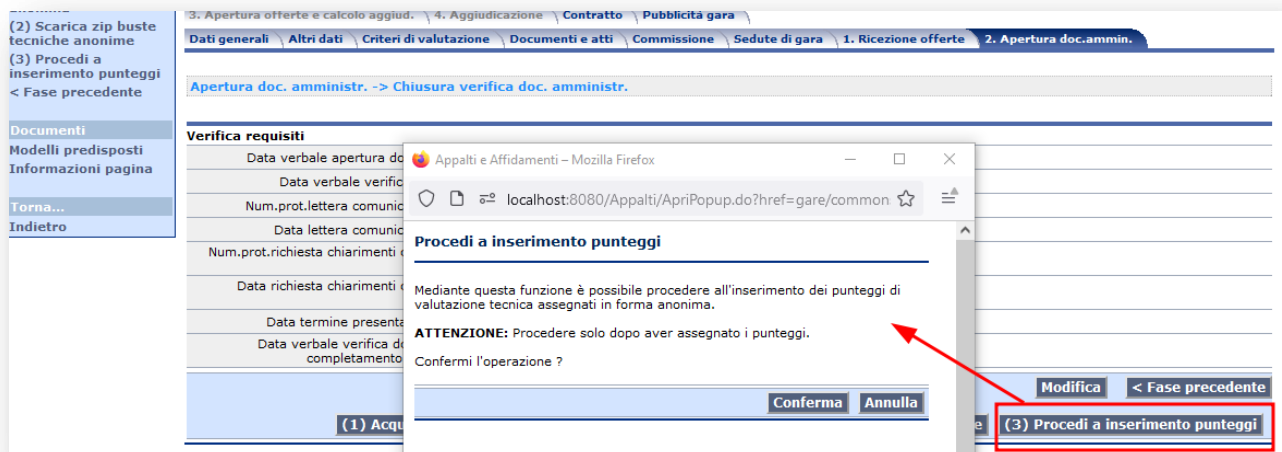 (2) Scarica zip buste
tecniche anonime
(3) Procedi a
inserimento punteggi
< Fase precedente
Documenti
Modelli predisposti
Informazioni pagina
Torna...
Indietro
3. Apertura offerte e calcolo aggiud. 4. Aggiudicazione Contratto Pubblicità gara
Dati generali Altri dati Criteri di valutazione Documenti e atti Commissione Sedute di gara 1. Ricezione offerte 2. Apertura doc.ammin.
Apertura doc. amministr. -> Chiusura verifica doc. amministr.
Verifica requisiti
Data verbale apertura do
Data verbale verific
Num.prot.lettera comunic
Data lettera comunic
Num.prot.richiesta chiarimenti
Data richiesta chiarimenti
Data termine presenta
Data verbale verifica d
completamento
Appalti e Affidamenti – Mozilla Firefox
localhost:8080/Appalti/ApriPopup.do?href=gare/common
Procedi a inserimento punteggi
Mediante questa funzione è possibile procedere all'inserimento dei punteggi di
valutazione tecnica assegnati in forma anonima.
ATTENZIONE: Procedere solo dopo aver assegnato i punteggi.
Confermi l'operazione ?
Conferma Annulla
Modifica < Fase precedente
(1) Acqu
e (3) Procedi a inserimento punteggi